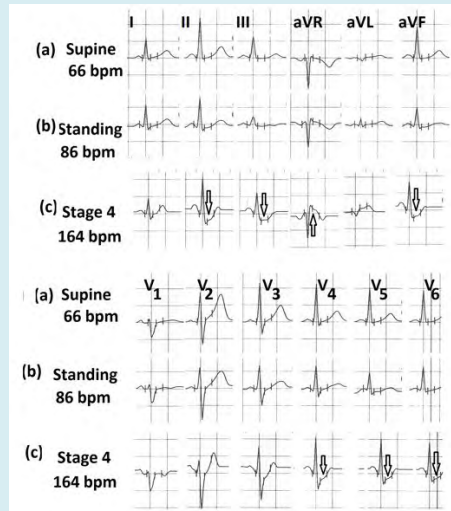 I II III aVR aVL aVF
(a) Supine
66 bpm
(b) Standing
86 bpm
(c) Stage 4
164 bpm
V1 V2 V3 V4 V5 V6
(a) Supine
66 bpm
(b) Standing
86 bpm
(c) Stage 4
164 bpm